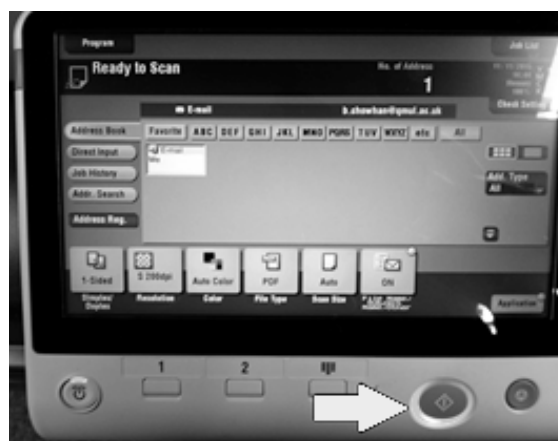 Program
Job List
Ready to Scan
No. of Address
1
Check Setting
E-mail
b.showhan@qmul.ac.uk
Address Book
Favorite ABC DEF GHI JKL MNO PQRS TUV WXYZ etc All
Direct Input
E-mail
Me
Job History
Add. Type
All
Addr. Search
Address Reg.
1-Sided
S 200dpi
Auto Color
PDF
Auto
ON
Simplex/
Duplex
Resolution
Color
File Type
Scan Size
Application
1
2